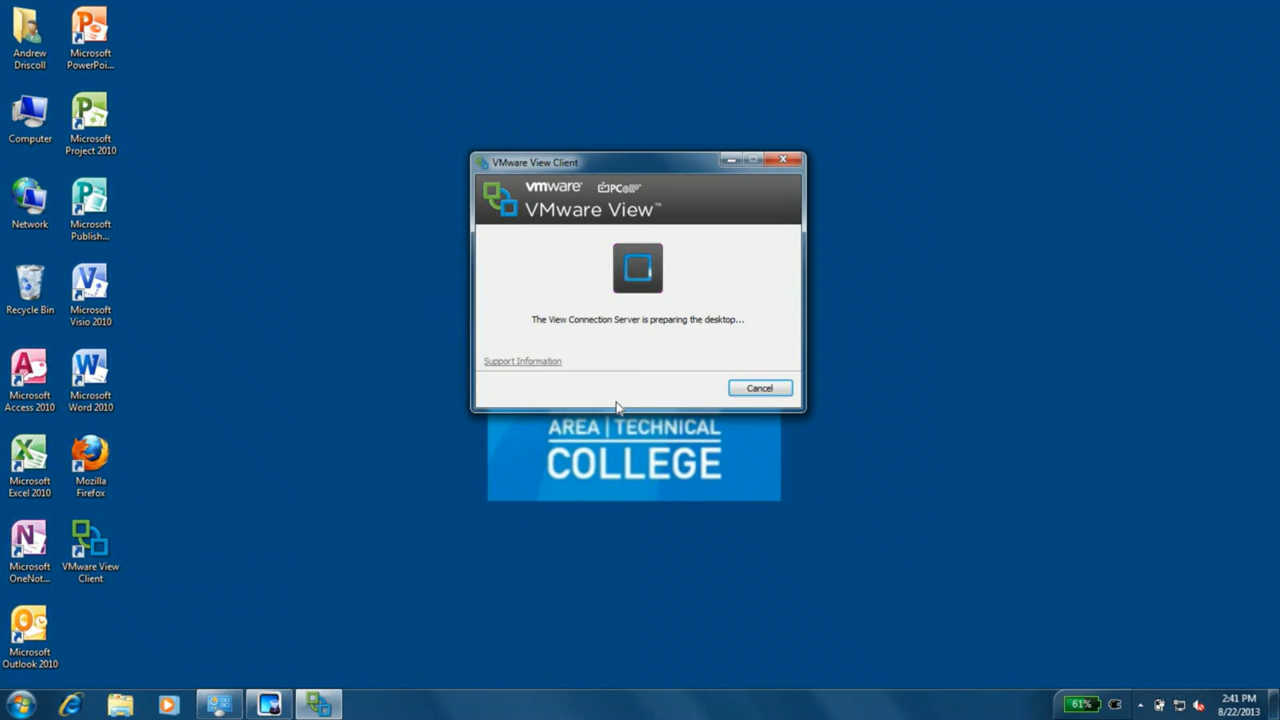 Andrew
Driscoll
Microsoft
PowerPoi...
Computer
Microsoft
Project 2010
Network
Microsoft
Publish...
Recycle Bin
Microsoft
Visio 2010
Microsoft
Access 2010
Microsoft
Word 2010
Microsoft
Excel 2010
Mozilla
Firefox
Microsoft
OneNot...
VMware View
Client
Microsoft
Outlook 2010
VMware View Client
vmware PCoIP
VMware View™
The View Connection Server is preparing the desktop...
Support Information
Cancel
AREA | TECHNICAL
COLLEGE
61%
2:41 PM
8/22/2013